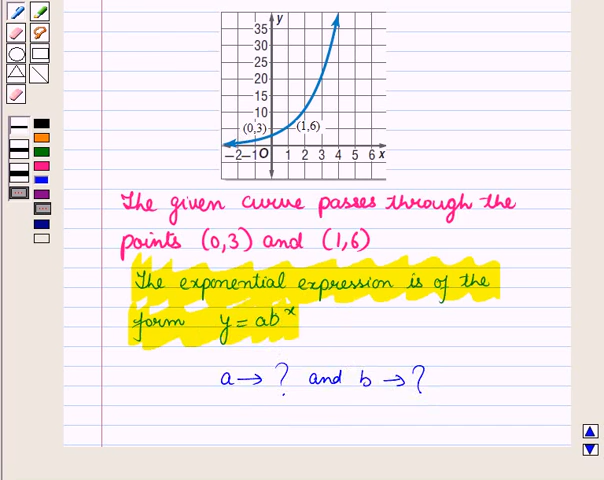 y
35
30
25
20
15
10
5
(0,3) (1,6)
-2 -1 O 1 2 3 4 5 6 x
The given curve passes through the
points (0,3) and (1,6)
The exponential expression is of the
form y = ab^x
a → ? and b → ?